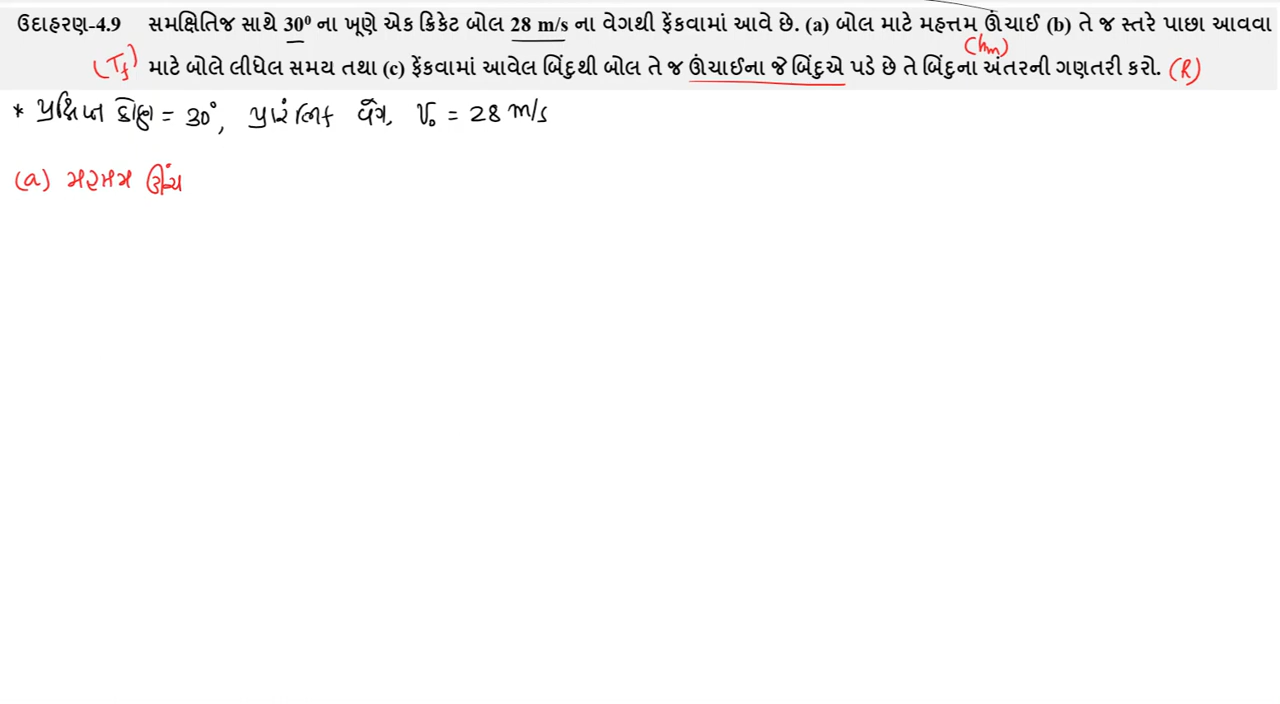 ઉદાહરણ-4.9 સમક્ષિતિજ સાથે 30⁰ ના ખૂણે એક ક્રિકેટ બોલ 28 m/s ના વેગથી ફેંકવામાં આવે છે. (a) બોલ માટે મહત્તમ ઊંચાઈ (b) તે જ સ્તરે પાછા આવવા
(hm)
(Tf) માટે બોલે લીધેલ સમય તથા (c) ફેંકવામાં આવેલ બિંદુથી બોલ તે જ ઊંચાઈના જે બિંદુએ પડે છે તે બિંદુના અંતરની ગણતરી કરો. (R)
* પ્રક્ષિપ્ત કોણ = 30°, પ્રારંભિક વેગ, v₀ = 28 m/s
(a) મહત્તમ ઊંચ